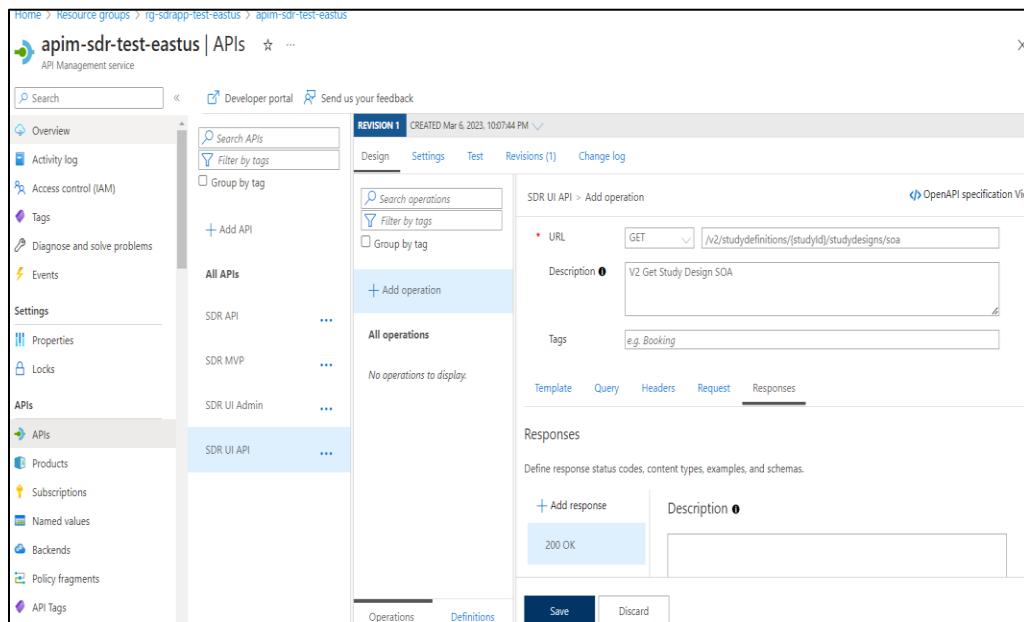 Home > Resource groups > rg-sdrapp-test-eastus > apim-sdr-test-eastus
apim-sdr-test-eastus | APIs ☆ ...
API Management service
Search «
Overview
Activity log
Access control (IAM)
Tags
Diagnose and solve problems
Events
Settings
Properties
Locks
APIs
APIs
Products
Subscriptions
Named values
Backends
Policy fragments
API Tags
Developer portal Send us your feedback
Search APIs
Filter by tags
Group by tag
+ Add API
All APIs
SDR API ...
SDR MVP ...
SDR UI Admin ...
SDR UI API ...
REVISION 1 CREATED Mar 6, 2023, 10:07:44 PM
Design Settings Test Revisions (1) Change log
Search operations
Filter by tags
Group by tag
+ Add operation
All operations
No operations to display.
Operations Definitions
SDR UI API > Add operation </> OpenAPI specification Vi
* URL GET /v2/studydefinitions/{studyId}/studydesigns/soa
Description V2 Get Study Design SOA
Tags e.g. Booking
Template Query Headers Request Responses
Responses
Define response status codes, content types, examples, and schemas.
+ Add response Description
200 OK
Save Discard